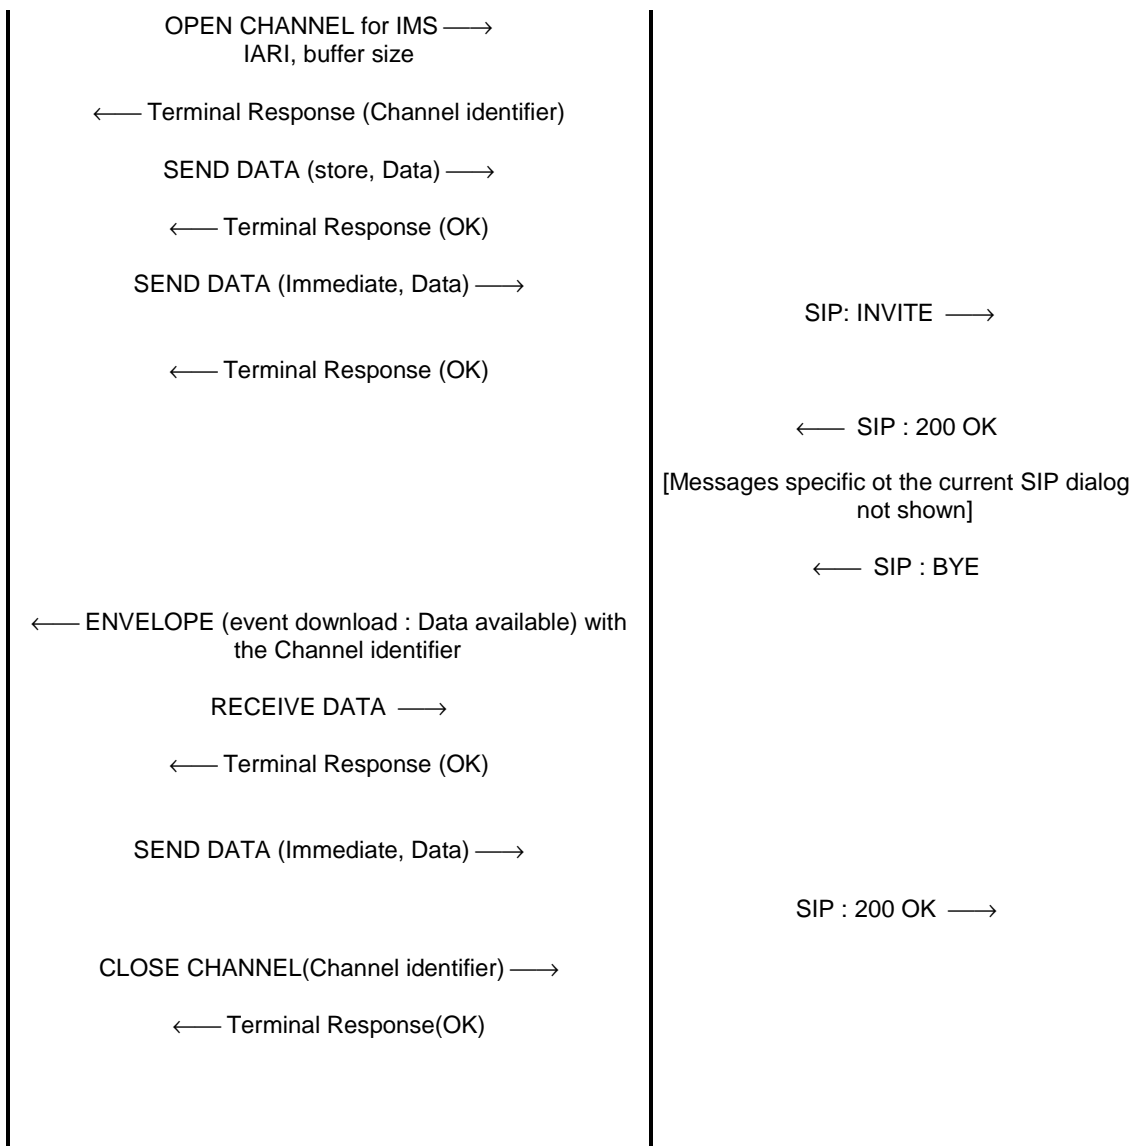 OPEN CHANNEL for IMS ⟶
IARI, buffer size
⟵ Terminal Response (Channel identifier)
SEND DATA (store, Data) ⟶
⟵ Terminal Response (OK)
SEND DATA (Immediate, Data) ⟶
SIP: INVITE ⟶
⟵ Terminal Response (OK)
⟵ SIP : 200 OK
[Messages specific ot the current SIP dialog
not shown]
⟵ SIP : BYE
⟵ ENVELOPE (event download : Data available) with
the Channel identifier
RECEIVE DATA ⟶
⟵ Terminal Response (OK)
SEND DATA (Immediate, Data) ⟶
SIP : 200 OK ⟶
CLOSE CHANNEL(Channel identifier) ⟶
⟵ Terminal Response(OK)